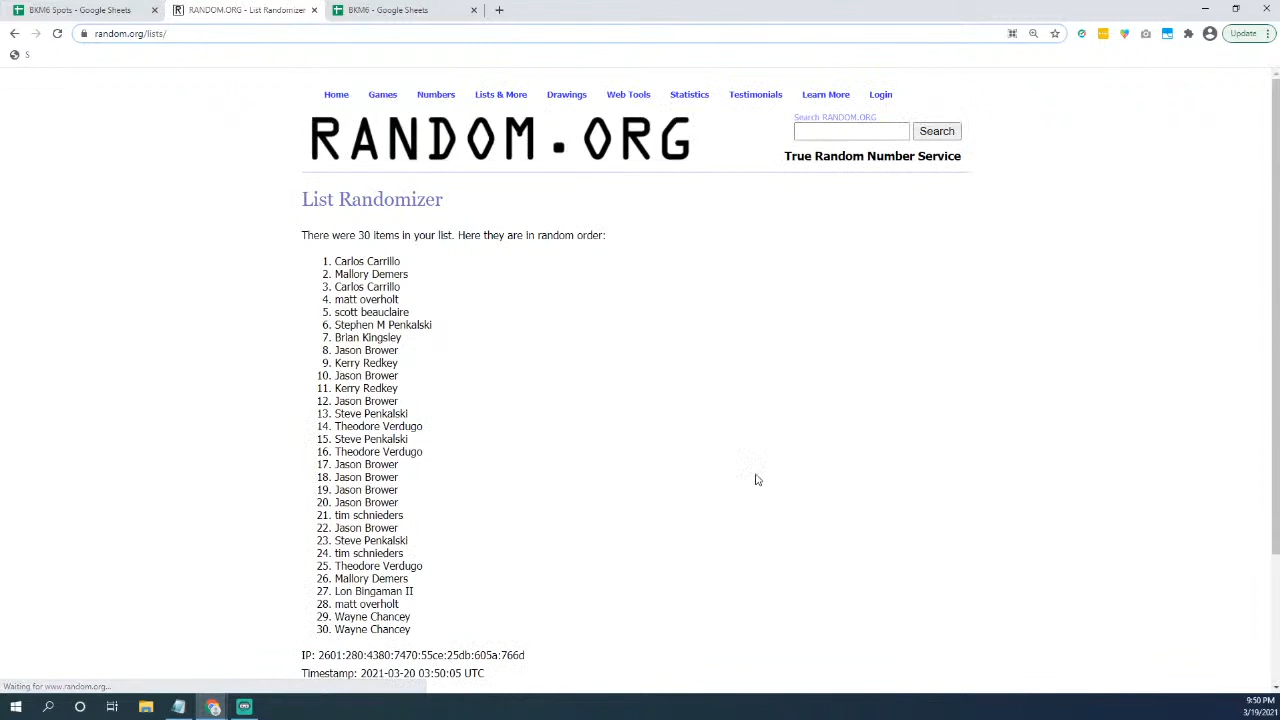 BKM6 Spots - Google Sheets
RANDOM.ORG - List Randomizer
BKM6 - Google Sheets
random.org/lists/
Update
S
Home Games Numbers Lists & More Drawings Web Tools Statistics Testimonials Learn More Login
RANDOM.ORG
Search RANDOM.ORG
Search
True Random Number Service
List Randomizer
There were 30 items in your list. Here they are in random order:
1. Carlos Carrillo
2. Mallory Demers
3. Carlos Carrillo
4. matt overholt
5. scott beauclaire
6. Stephen M Penkalski
7. Brian Kingsley
8. Jason Brower
9. Kerry Redkey
10. Jason Brower
11. Kerry Redkey
12. Jason Brower
13. Steve Penkalski
14. Theodore Verdugo
15. Steve Penkalski
16. Theodore Verdugo
17. Jason Brower
18. Jason Brower
19. Jason Brower
20. Jason Brower
21. tim schnieders
22. Jason Brower
23. Steve Penkalski
24. tim schnieders
25. Theodore Verdugo
26. Mallory Demers
27. Lon Bingaman II
28. matt overholt
29. Wayne Chancey
30. Wayne Chancey
IP: 2601:280:4380:7470:55ce:25db:605a:766d
Timestamp: 2021-03-20 03:50:05 UTC
Waiting for www.random.org...
9:50 PM
3/19/2021